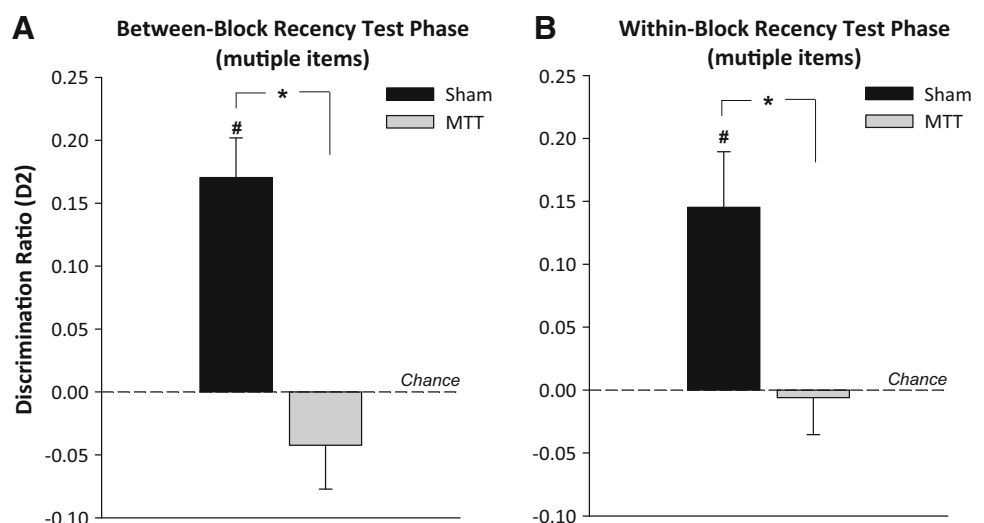 A
Between-Block Recency Test Phase
(mutiple items)
Discrimination Ratio (D2)
0.25
0.20
0.15
0.10
0.05
0.00
-0.05
-0.10
*
#
Sham
MTT
Chance
B
Within-Block Recency Test Phase
(mutiple items)
0.25
0.20
0.15
0.10
0.05
0.00
-0.05
-0.10
*
#
Sham
MTT
Chance